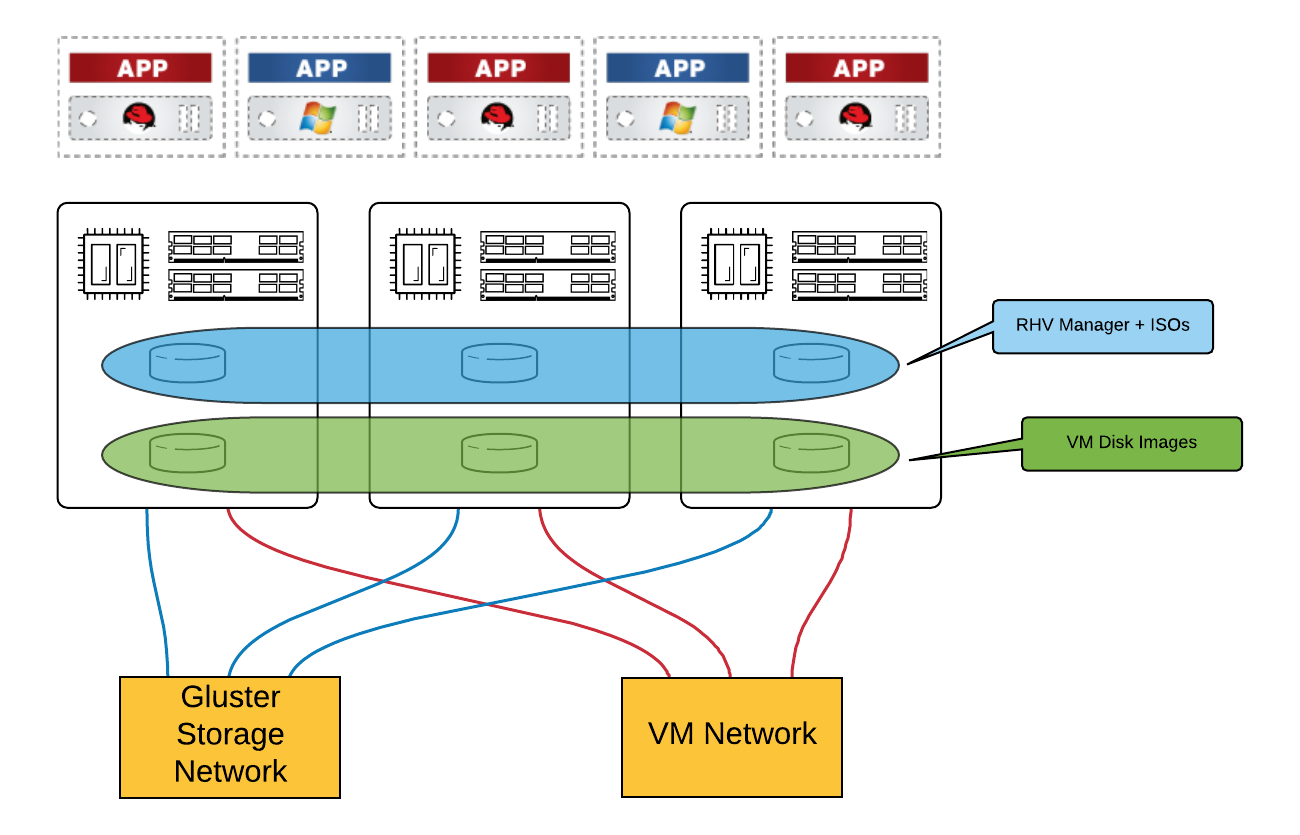 APP
APP
APP
APP
APP
RHV Manager + ISOs
VM Disk Images
Gluster
Storage
Network
VM Network